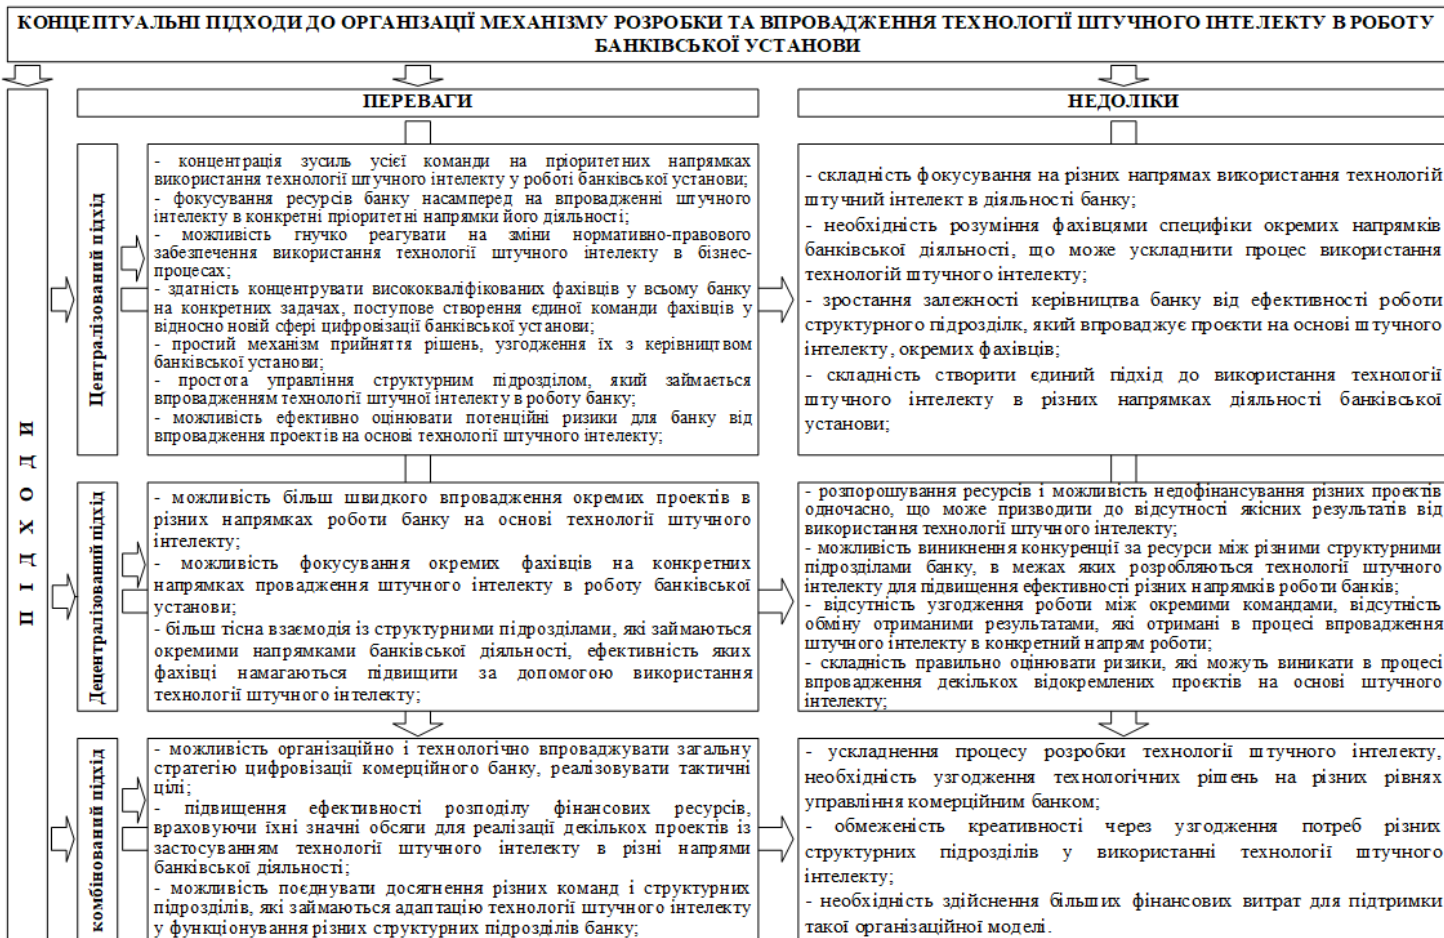 КОНЦЕПТУАЛЬНІ ПІДХОДИ ДО ОРГАНІЗАЦІЇ МЕХАНІЗМУ РОЗРОБКИ ТА ВПРОВАДЖЕННЯ ТЕХНОЛОГІЇ ШТУЧНОГО ІНТЕЛЕКТУ В РОБОТУ
БАНКІВСЬКОЇ УСТАНОВИ
ПІДХОДИ
ПЕРЕВАГИ
НЕДОЛІКИ
Централізований підхід
- концентрація зусиль усієї команди на пріоритетних напрямках
використання технології штучного інтелекту у роботі банківської установи;
- фокусування ресурсів банку насамперед на впровадженні штучного
інтелекту в конкретні пріоритетні напрямки його діяльності;
- можливість гнучко реагувати на зміни нормативно-правового
забезпечення використання технології штучного інтелекту в бізнес-
процесах;
- здатність концентрувати висококваліфікованих фахівців у всьому банку
на конкретних задачах, поступове створення єдиної команди фахівців у
відносно новій сфері цифровізації банківської установи;
- простий механізм прийняття рішень, узгодження їх з керівництвом
банківської установи;
- простота управління структурним підрозділом, який займається
впровадженням технології штучної інтелекту в роботу банку;
- можливість ефективно оцінювати потенційні ризики для банку від
впровадження проектів на основі технології штучного інтелекту;
- складність фокусування на різних напрямах використання технологій
штучний інтелект в діяльності банку;
- необхідність розуміння фахівцями специфіки окремих напрямків
банківської діяльності, що може ускладнити процес використання
технологій штучного інтелекту;
- зростання залежності керівництва банку від ефективності роботи
структурного підрозділк, який впроваджує проєкти на основі штучного
інтелекту, окремих фахівців;
- складність створити єдиний підхід до використання технології
штучного інтелекту в різних напрямках діяльності банківської
установи;
Децентралізований підхід
- можливість більш швидкого впровадження окремих проектів в
різних напрямках роботи банку на основі технології штучного
інтелекту;
- можливість фокусування окремих фахівців на конкретних
напрямках провадження штучного інтелекту в роботу банківської
установи;
- більш тісна взаємодія із структурними підрозділами, які займаються
окремими напрямками банківської діяльності, ефективність яких
фахівці намагаються підвищити за допомогою використання
технології штучного інтелекту;
- розпорошування ресурсів і можливість недофінансування різних проектів
одночасно, що може призводити до відсутності якісних результатів від
використання технології штучного інтелекту;
- можливість виникнення конкуренції за ресурси між різними структурними
підрозділами банку, в межах яких розробляються технології штучного
інтелекту для підвищення ефективності різних напрямків роботи банків;
- відсутність узгодження роботи між окремими командами, відсутність
обміну отриманими результатами, які отримані в процесі впровадження
штучного інтелекту в конкретний напрям роботи;
- складність правильно оцінювати ризики, які можуть виникати в процесі
впровадження декількох відокремлених проєктів на основі штучного
інтелекту;
комбінований підхід
- можливість організаційно і технологічно впроваджувати загальну
стратегію цифровізації комерційного банку, реалізовувати тактичні
цілі;
- підвищення ефективності розподілу фінансових ресурсів,
враховуючи їхні значні обсяги для реалізації декількох проектів із
застосуванням технології штучного інтелекту в різні напрями
банківської діяльності;
- можливість поєднувати досягнення різних команд і структурних
підрозділів, які займаються адаптацію технології штучного інтелекту
у функціонування різних структурних підрозділів банку;
- ускладнення процесу розробки технології штучного інтелекту,
необхідність узгодження технологічних рішень на різних рівнях
управління комерційним банком;
- обмеженість креативності через узгодження потреб різних
структурних підрозділів у використанні технології штучного
інтелекту;
- необхідність здійснення більших фінансових витрат для підтримки
такої організаційної моделі.